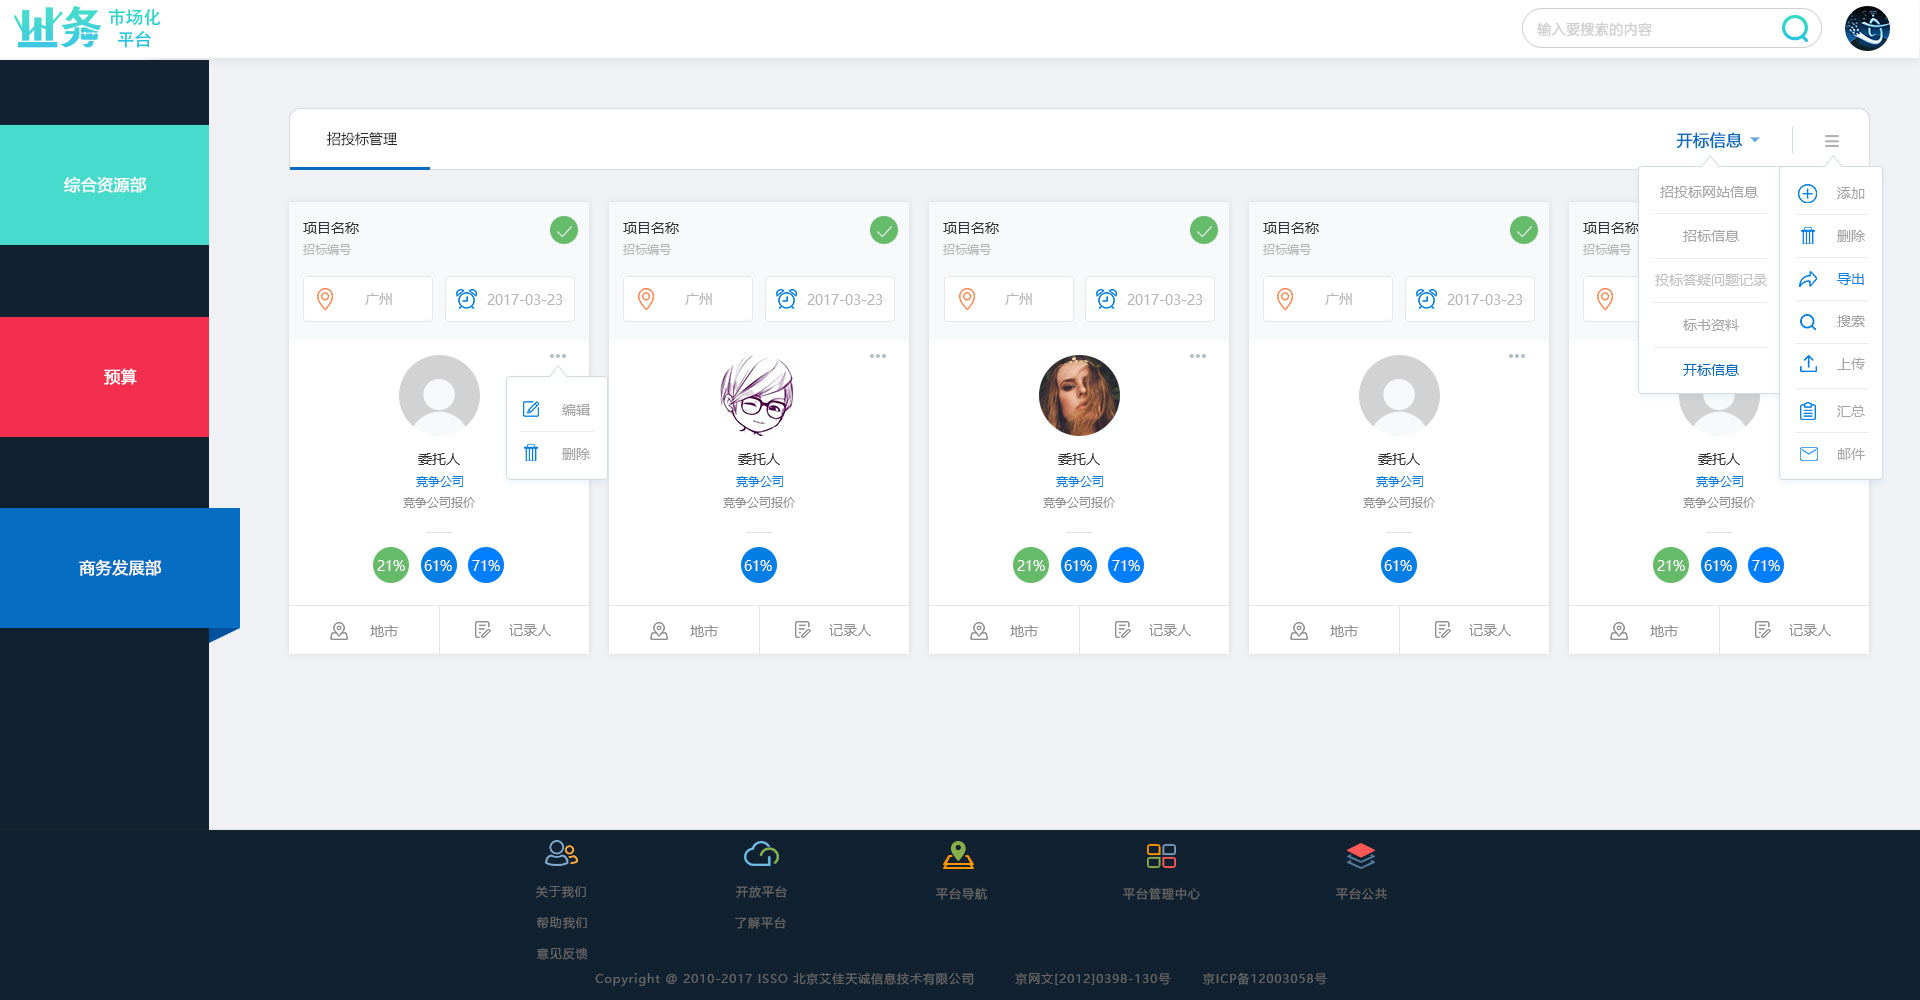 业务 市场化
平台
输入要搜索的内容
招投标管理
开标信息
综合资源部
预算
商务发展部
招投标网站信息
招标信息
投标答疑问题记录
标书资料
开标信息
添加
删除
导出
搜索
上传
汇总
邮件
项目名称
招标编号
广州
2017-03-23
编辑
删除
委托人
竞争公司
竞争公司报价
21% 61% 71%
地市
记录人
项目名称
招标编号
广州
2017-03-23
委托人
竞争公司
竞争公司报价
61%
地市
记录人
项目名称
招标编号
广州
2017-03-23
委托人
竞争公司
竞争公司报价
21% 61% 71%
地市
记录人
项目名称
招标编号
广州
2017-03-23
委托人
竞争公司
竞争公司报价
61%
地市
记录人
项目名称
招标编号
委托人
竞争公司
竞争公司报价
21% 61% 71%
地市
记录人
关于我们
帮助我们
意见反馈
开放平台
了解平台
平台导航
平台管理中心
平台公共
Copyright @ 2010-2017 ISSO 北京艾佳天诚信息技术有限公司 京网文[2012]0398-130号 京ICP备12003058号